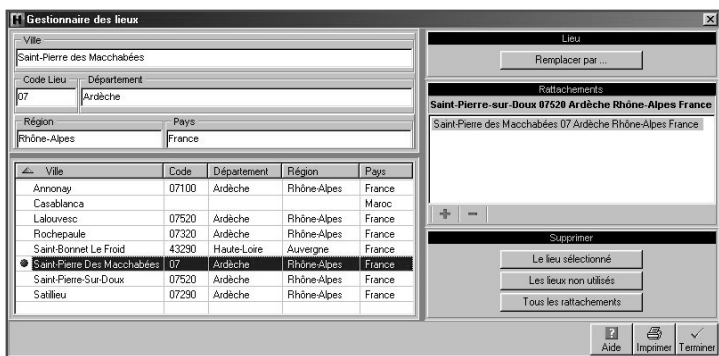 Gestionnaire des lieux
Ville
Saint-Pierre des Macchabées
Code Lieu Département
07 Ardèche
Région Pays
Rhône-Alpes France
Ville Code Département Région Pays
Annonay 07100 Ardèche Rhône-Alpes France
Casablanca Maroc
Lalouvesc 07520 Ardèche Rhône-Alpes France
Rochepaule 07320 Ardèche Rhône-Alpes France
Saint-Bonnet Le Froid 43290 Haute-Loire Auvergne France
Saint-Pierre Des Macchabées 07 Ardèche Rhône-Alpes France
Saint-Pierre-Sur-Doux 07520 Ardèche Rhône-Alpes France
Satillieu 07290 Ardèche Rhône-Alpes France
Lieu
Remplacer par ...
Rattachements
Saint-Pierre-sur-Doux 07520 Ardèche Rhône-Alpes France
Saint-Pierre des Macchabées 07 Ardèche Rhône-Alpes France
Supprimer
Le lieu sélectionné
Les lieux non utilisés
Tous les rattachements
Aide Imprimer Terminer